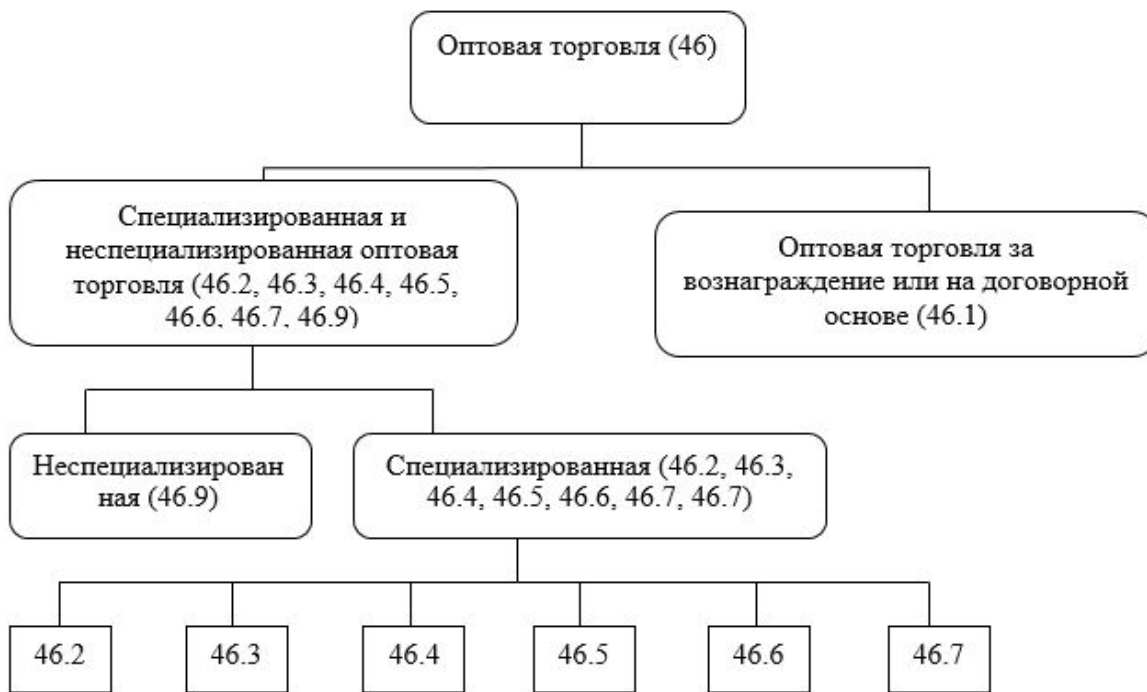 Оптовая торговля (46)
Специализированная и
неспециализированная оптовая
торговля (46.2, 46.3, 46.4, 46.5,
46.6, 46.7, 46.9)
Оптовая торговля за
вознаграждение или на договорной
основе (46.1)
Неспециализирован
ная (46.9)
Специализированная (46.2, 46.3,
46.4, 46.5, 46.6, 46.7, 46.7)
46.2
46.3
46.4
46.5
46.6
46.7